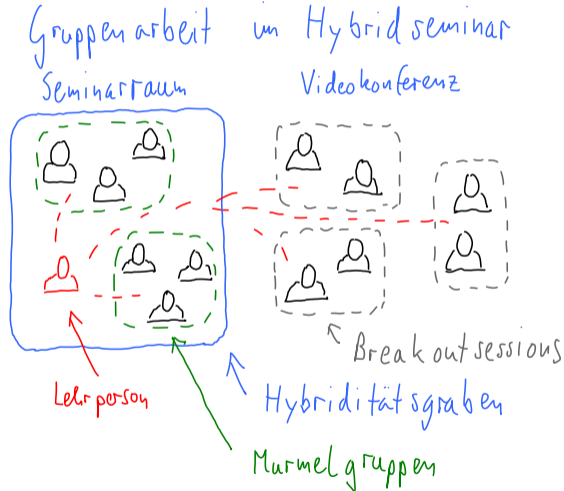 Gruppenarbeit im Hybridseminar
Seminarraum
Videokonferenz
Breakoutsessions
Lehrperson
Hybriditätsgraben
Murmelgruppen